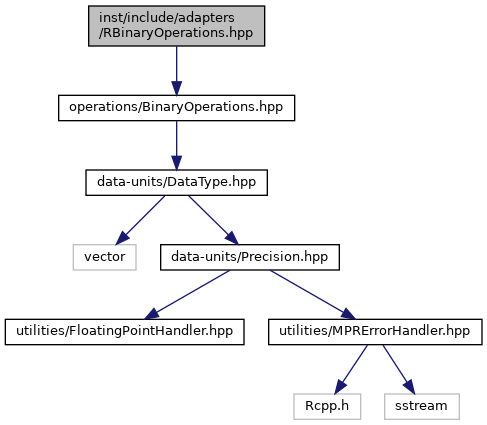 inst/include/adapters
/RBinaryOperations.hpp
operations/BinaryOperations.hpp
data-units/DataType.hpp
vector
data-units/Precision.hpp
utilities/FloatingPointHandler.hpp
utilities/MPRErrorHandler.hpp
Rcpp.h
sstream